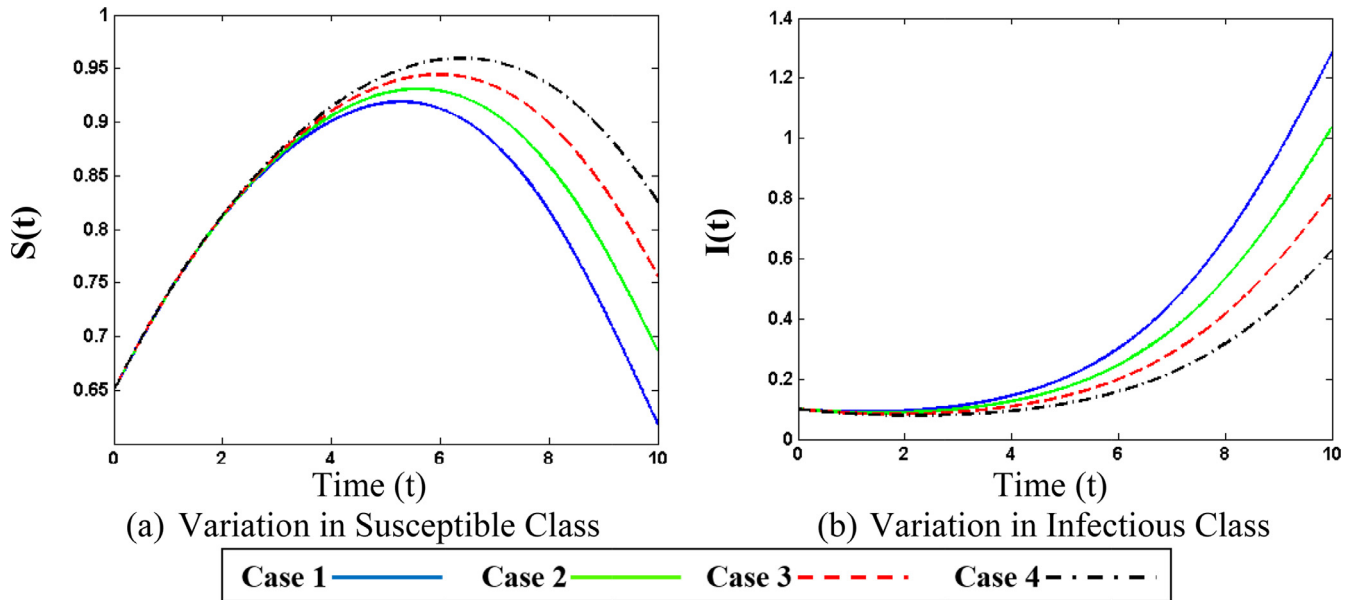 1
0.95
0.9
0.85
0.8
0.75
0.7
0.65
S(t)
0 2 4 6 8 10
Time (t)
(a) Variation in Susceptible Class
1.4
1.2
1
0.8
0.6
0.4
0.2
0
I(t)
0 2 4 6 8 10
Time (t)
(b) Variation in Infectious Class
Case 1 Case 2 Case 3 Case 4